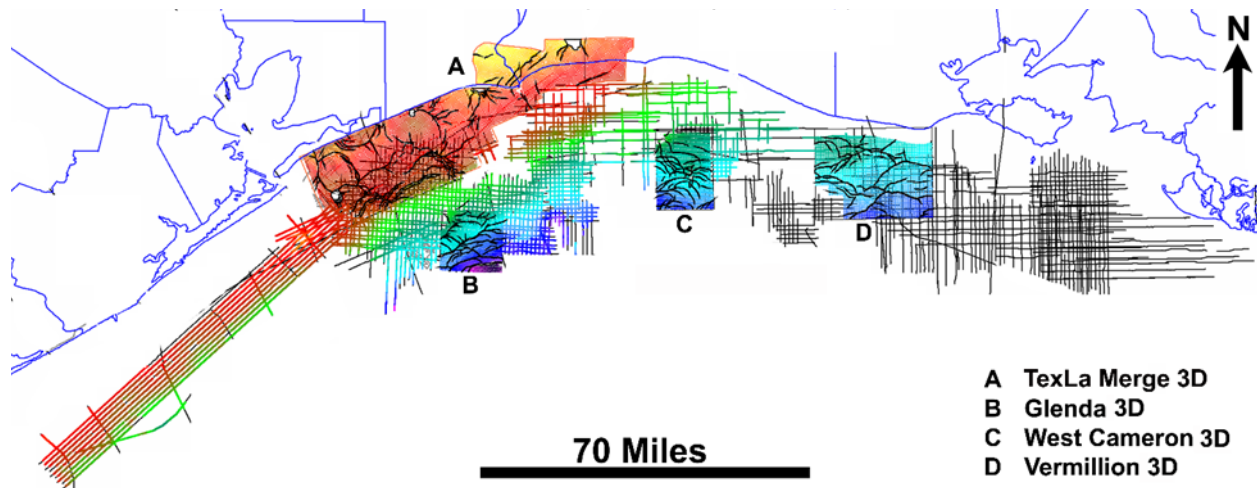 N
A
B
C
D
A TexLa Merge 3D
B Glenda 3D
C West Cameron 3D
D Vermillion 3D
70 Miles